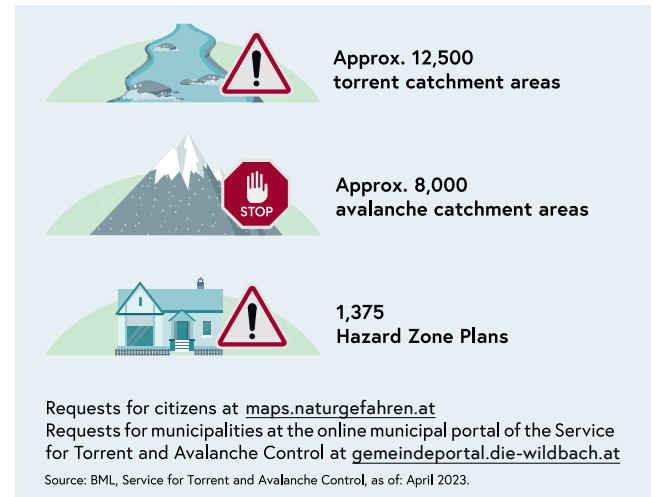 Approx. 12,500
torrent catchment areas
STOP
Approx. 8,000
avalanche catchment areas
1,375
Hazard Zone Plans
Requests for citizens at maps.naturgefahren.at
Requests for municipalities at the online municipal portal of the Service
for Torrent and Avalanche Control at gemeindeportal.die-wildbach.at
Source: BML, Service for Torrent and Avalanche Control, as of: April 2023.